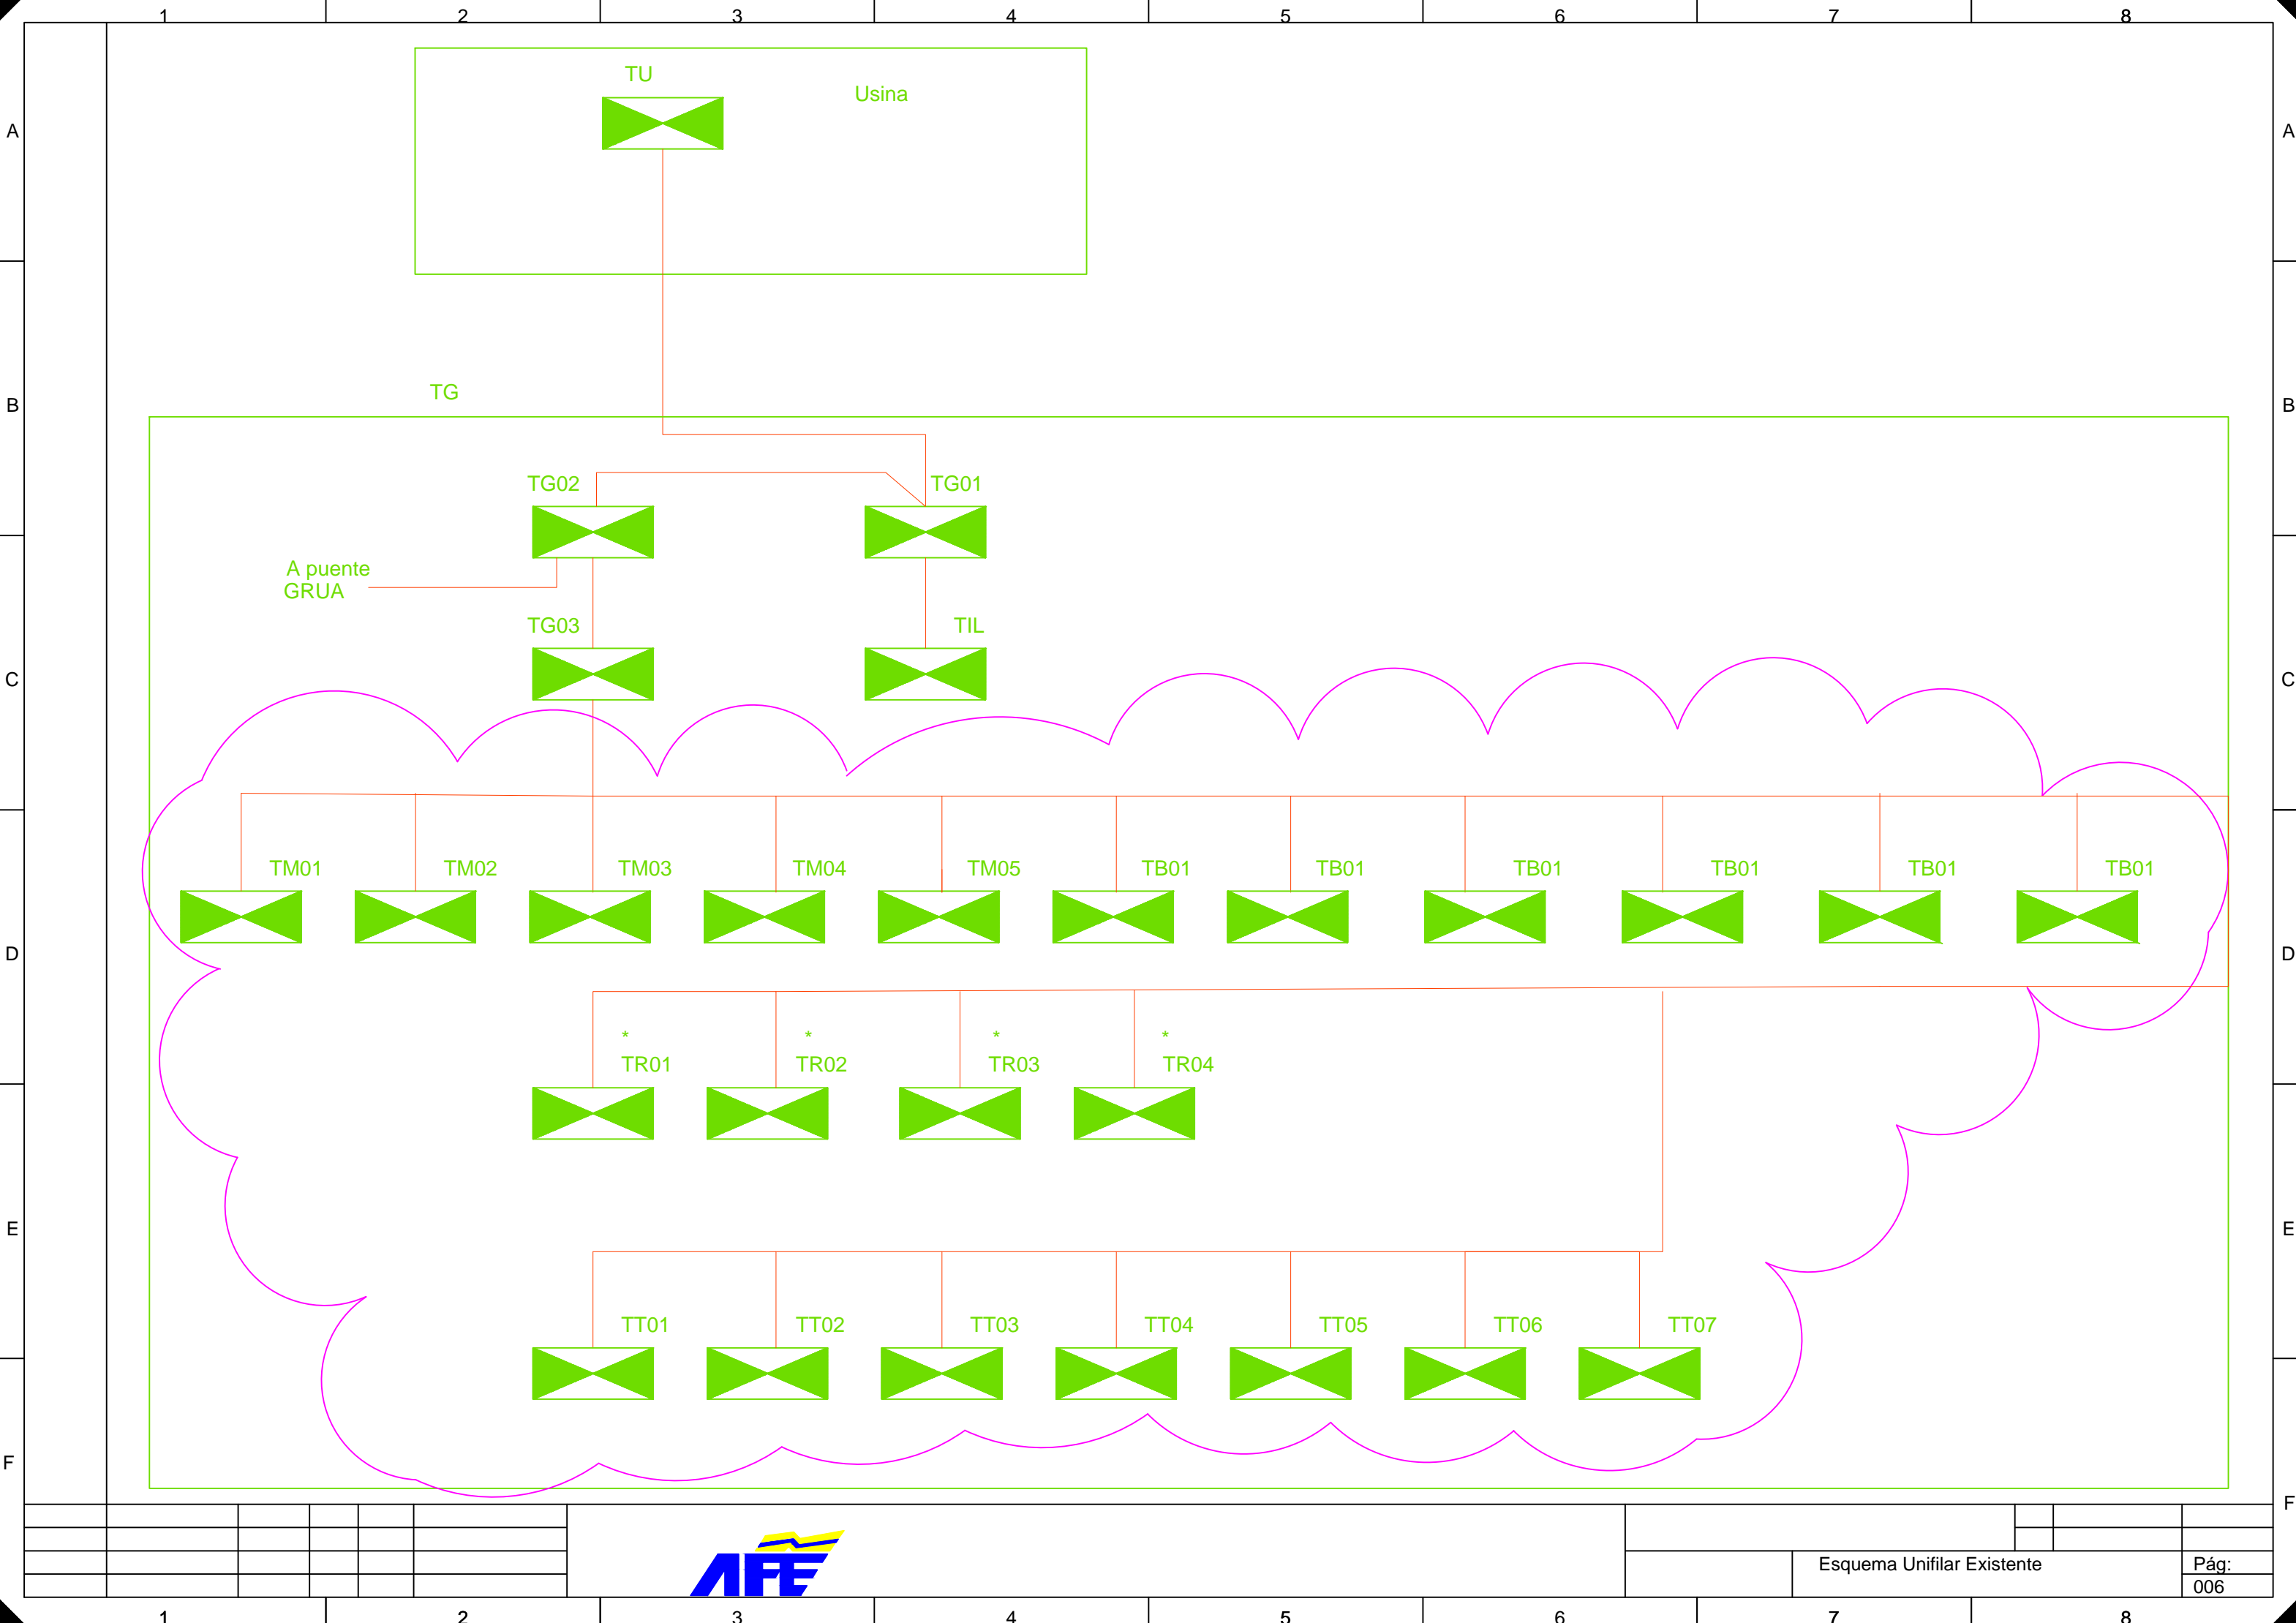 1 2 3 4 5 6 7 8
A A
TU
Usina
B B
TG
TG02 TG01
A puente
GRUA
TG03 TIL
C C
TM01 TM02 TM03 TM04 TM05 TB01 TB01 TB01 TB01 TB01 TB01
D D
* * * *
TR01 TR02 TR03 TR04
E E
TT01 TT02 TT03 TT04 TT05 TT06 TT07
F F
AFE
Esquema Unifilar Existente
Pág:
006
1 2 3 4 5 6 7 8